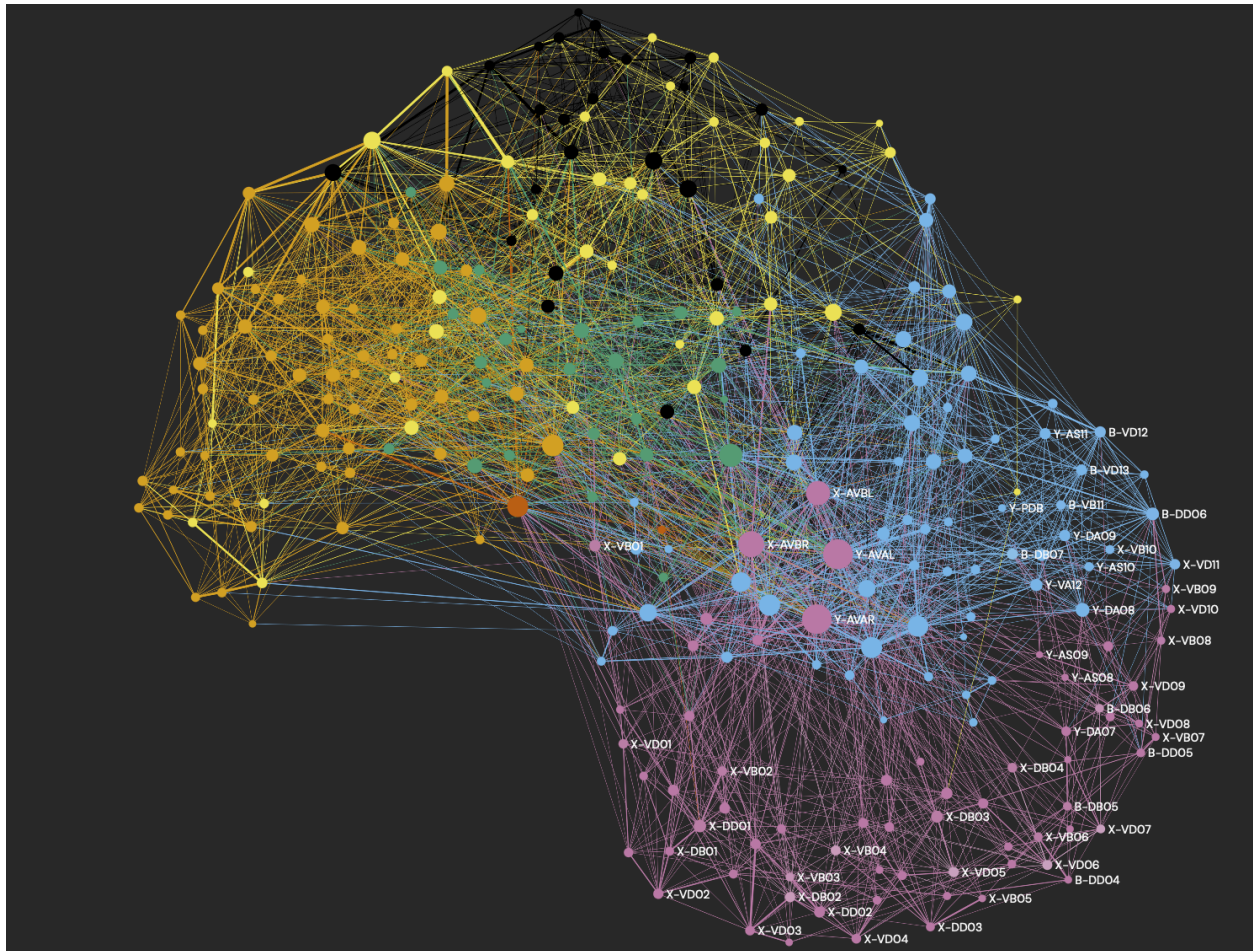 Y-AS11
B-VD12
B-VD13
X-AVBL
Y-PDB
B-VB11
B-DD06
Y-DA09
X-VB01
X-AVBR
Y-AVAL
B-DB07
X-VB10
Y-AS10
X-VD11
Y-VA12
X-VB09
Y-DA08
X-VD10
Y-AVAR
X-VB08
Y-AS09
Y-AS08
X-VD09
B-DB06
X-VD08
Y-DA07
X-VB07
X-VD01
B-DD05
X-VB02
X-DB04
B-DB05
X-DB03
X-DD01
X-VD07
X-VB06
X-DB01
X-VB04
X-VD06
X-VD05
X-VB03
B-DD04
X-VD02
X-DB02
X-VB05
X-DD02
X-DD03
X-VD03
X-VD04